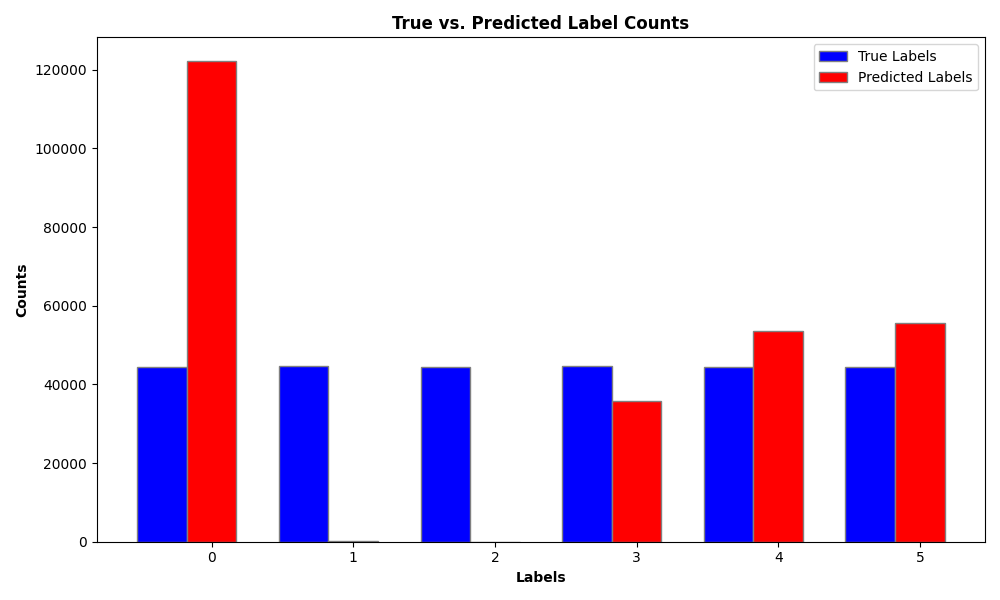 True vs. Predicted Label Counts
True Labels
Predicted Labels
120000
100000
80000
60000
40000
20000
0
Counts
0 1 2 3 4 5
Labels